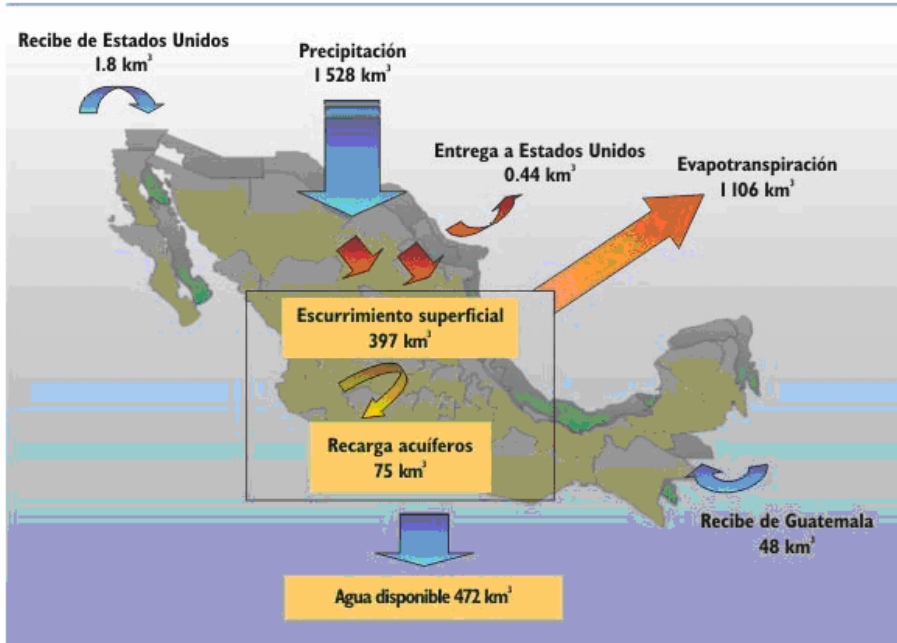 Recibe de Estados Unidos
1.8 km³
Precipitación
1 528 km³
Entrega a Estados Unidos
0.44 km³
Evapotranspiración
1 106 km³
Escurrimiento superficial
397 km³
Recarga acuíferos
75 km³
Recibe de Guatemala
48 km³
Agua disponible 472 km³